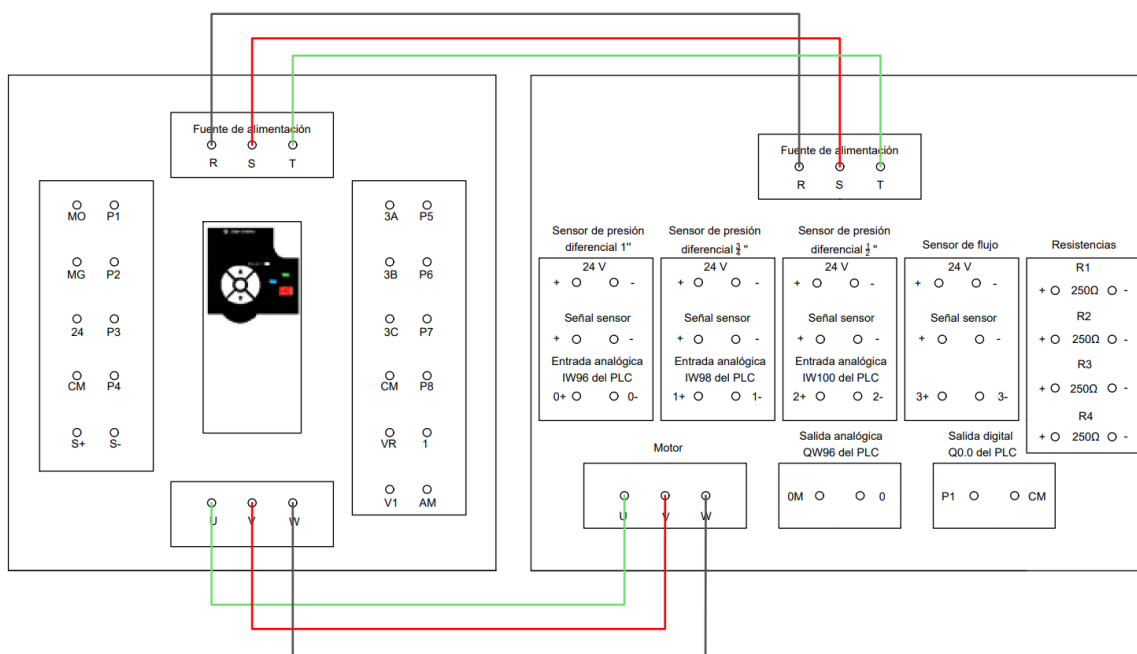 Fuente de alimentación
R S T
MO P1
MG P2
24 P3
CM P4
S+ S-
3A P5
3B P6
3C P7
CM P8
VR 1
V1 AM
U V W
Fuente de alimentación
R S T
Sensor de presión
diferencial 1"
24 V
+ -
Señal sensor
+ -
Entrada analógica
IW96 del PLC
0+ 0-
Sensor de presión
diferencial 3/4 "
24 V
+ -
Señal sensor
+ -
Entrada analógica
IW98 del PLC
1+ 1-
Sensor de presión
diferencial 1/2 "
24 V
+ -
Señal sensor
+ -
Entrada analógica
IW100 del PLC
2+ 2-
Sensor de flujo
24 V
+ -
Señal sensor
+ -
3+ 3-
Resistencias
R1
+ 250Ω -
R2
+ 250Ω -
R3
+ 250Ω -
R4
+ 250Ω -
Motor
U V W
Salida analógica
QW96 del PLC
0M 0
Salida digital
Q0.0 del PLC
P1 CM